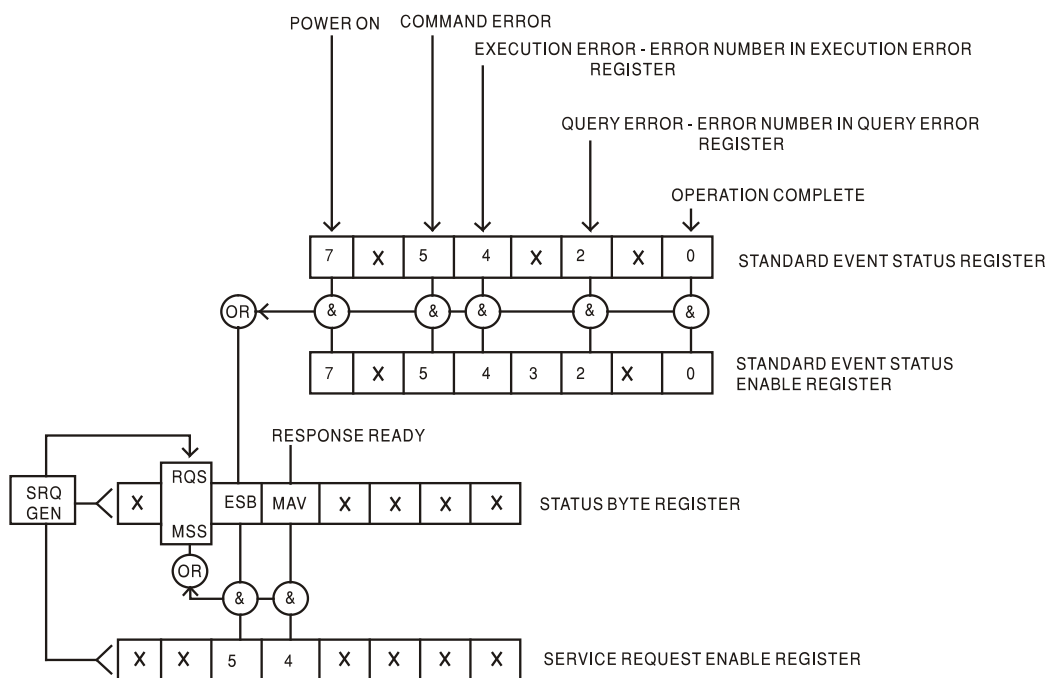 POWER ON COMMAND ERROR
EXECUTION ERROR - ERROR NUMBER IN EXECUTION ERROR
REGISTER
QUERY ERROR - ERROR NUMBER IN QUERY ERROR
REGISTER
OPERATION COMPLETE
7 X 5 4 X 2 X 0 STANDARD EVENT STATUS REGISTER
OR & & & & &
7 X 5 4 3 2 X 0 STANDARD EVENT STATUS
ENABLE REGISTER
RESPONSE READY
SRQ
GEN
X RQS
MSS ESB MAV X X X X STATUS BYTE REGISTER
OR & &
X X 5 4 X X X X SERVICE REQUEST ENABLE REGISTER